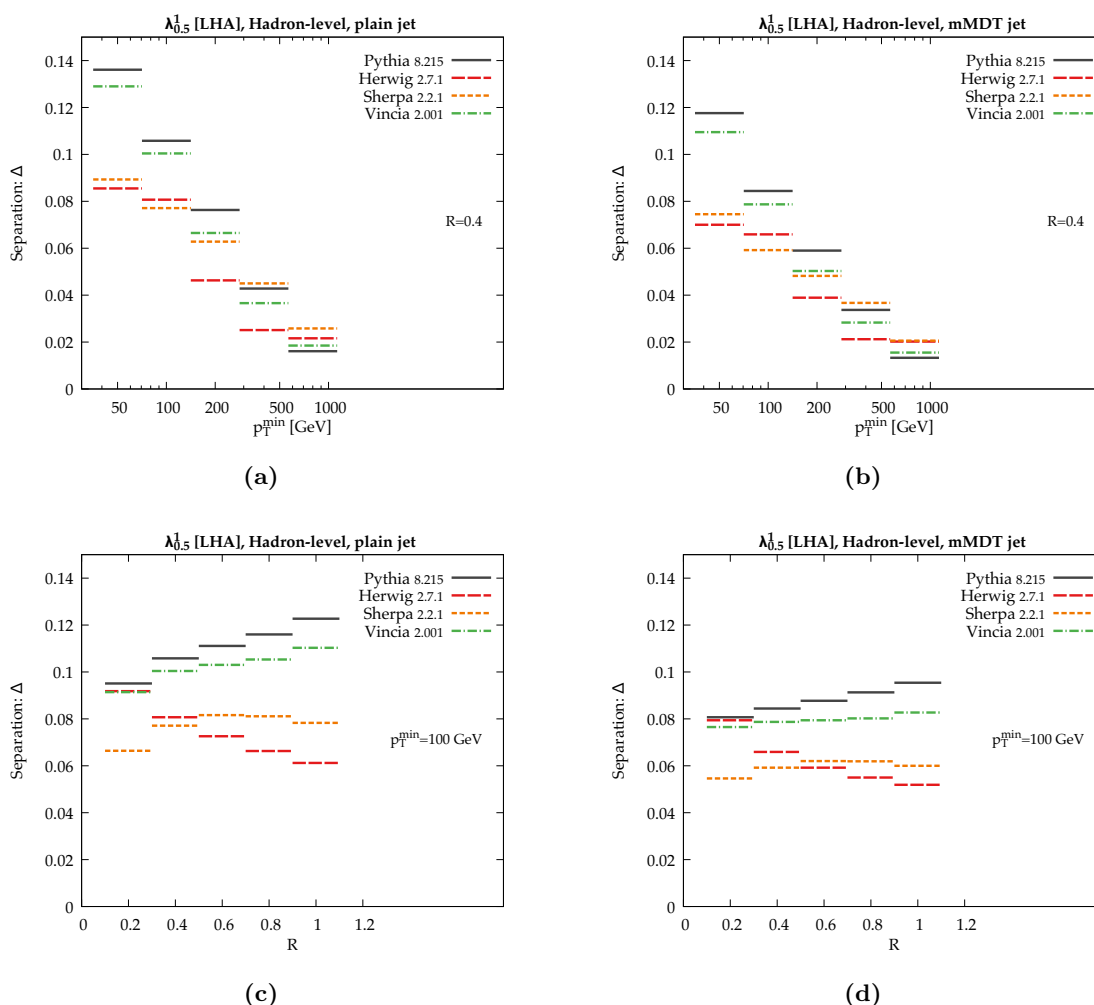 λ¹₀.₅ [LHA], Hadron-level, plain jet
Pythia 8.215
Herwig 2.7.1
Sherpa 2.2.1
Vincia 2.001
R=0.4
Separation: Δ
0.14
0.12
0.1
0.08
0.06
0.04
0.02
0
50 100 200 500 1000
p_T^min [GeV]
(a)
λ¹₀.₅ [LHA], Hadron-level, mMDT jet
Pythia 8.215
Herwig 2.7.1
Sherpa 2.2.1
Vincia 2.001
R=0.4
Separation: Δ
0.14
0.12
0.1
0.08
0.06
0.04
0.02
0
50 100 200 500 1000
p_T^min [GeV]
(b)
λ¹₀.₅ [LHA], Hadron-level, plain jet
Pythia 8.215
Herwig 2.7.1
Sherpa 2.2.1
Vincia 2.001
p_T^min=100 GeV
Separation: Δ
0.14
0.12
0.1
0.08
0.06
0.04
0.02
0
0 0.2 0.4 0.6 0.8 1 1.2
R
(c)
λ¹₀.₅ [LHA], Hadron-level, mMDT jet
Pythia 8.215
Herwig 2.7.1
Sherpa 2.2.1
Vincia 2.001
p_T^min=100 GeV
Separation: Δ
0.14
0.12
0.1
0.08
0.06
0.04
0.02
0
0 0.2 0.4 0.6 0.8 1 1.2
R
(d)